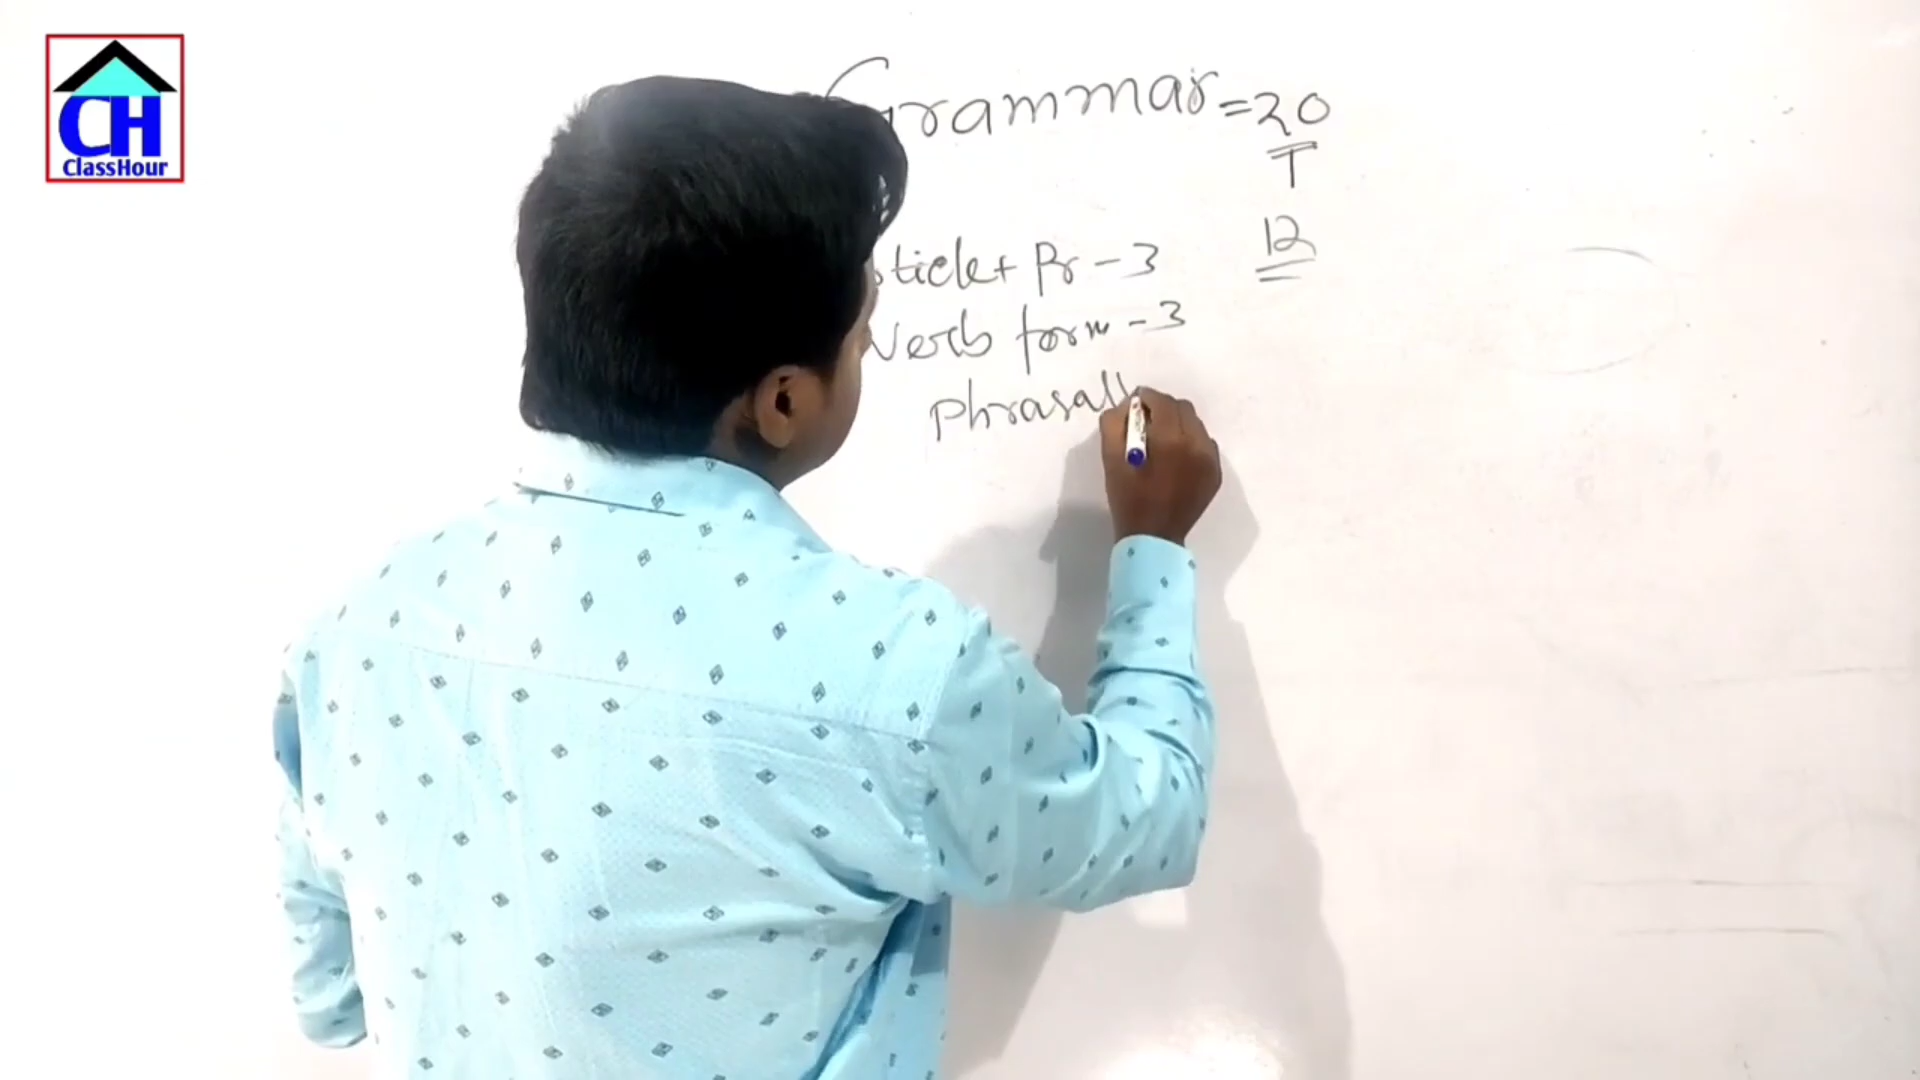 CH
ClassHour
Grammar = 20
T
12
ticle + Pr - 3
Verb form - 3
phrasal